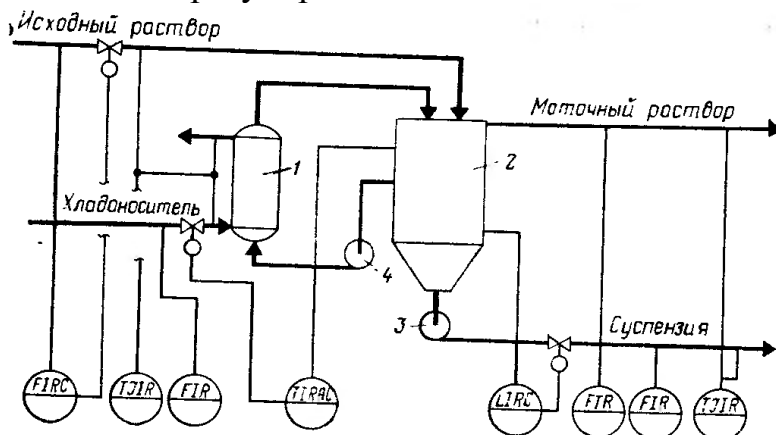 Исходный раствор
Маточный раствор
1
2
Хладоноситель
4
3
Суспензия
FIRC
TJIR
FIR
TIRAC
LIRC
FIR
FIR
TJIR